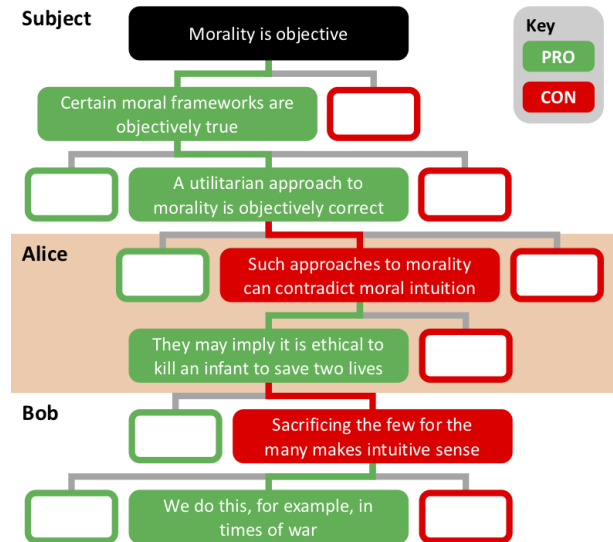 Subject
Morality is objective
Key
PRO
CON
Certain moral frameworks are
objectively true
A utilitarian approach to
morality is objectively correct
Alice
Such approaches to morality
can contradict moral intuition
They may imply it is ethical to
kill an infant to save two lives
Bob
Sacrificing the few for the
many makes intuitive sense
We do this, for example, in
times of war